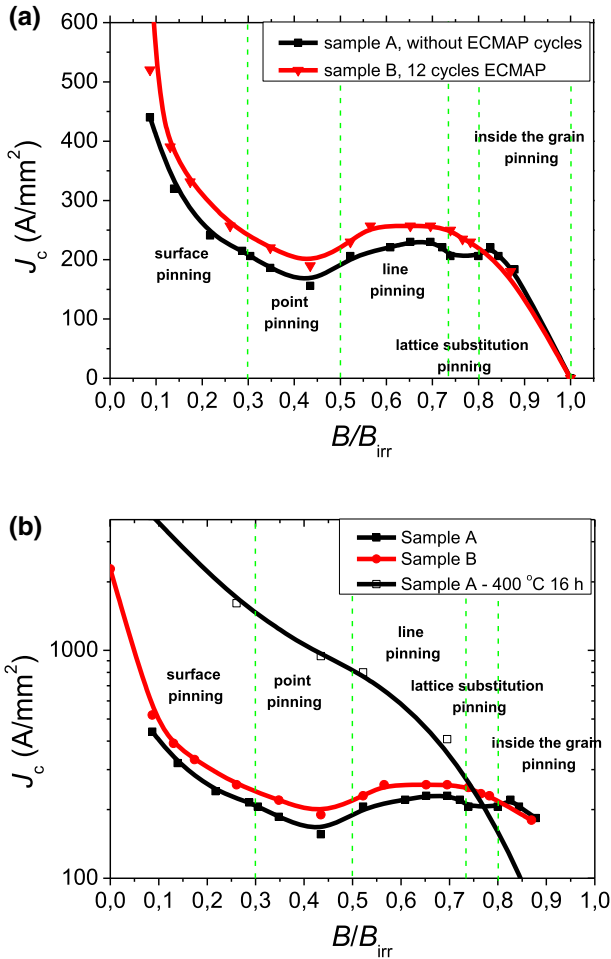 (a)
600
500
400
300
200
100
0
J_c (A/mm²)
sample A, without ECMAP cycles
sample B, 12 cycles ECMAP
inside the grain
pinning
surface
pinning
point
pinning
line
pinning
lattice substitution
pinning
0,0 0,1 0,2 0,3 0,4 0,5 0,6 0,7 0,8 0,9 1,0
B/B_irr
(b)
1000
100
J_c (A/mm²)
Sample A
Sample B
Sample A - 400 °C 16 h
line
pinning
surface
pinning
point
pinning
lattice substitution
pinning
inside the grain
pinning
0,0 0,1 0,2 0,3 0,4 0,5 0,6 0,7 0,8 0,9 1,0
B/B_irr